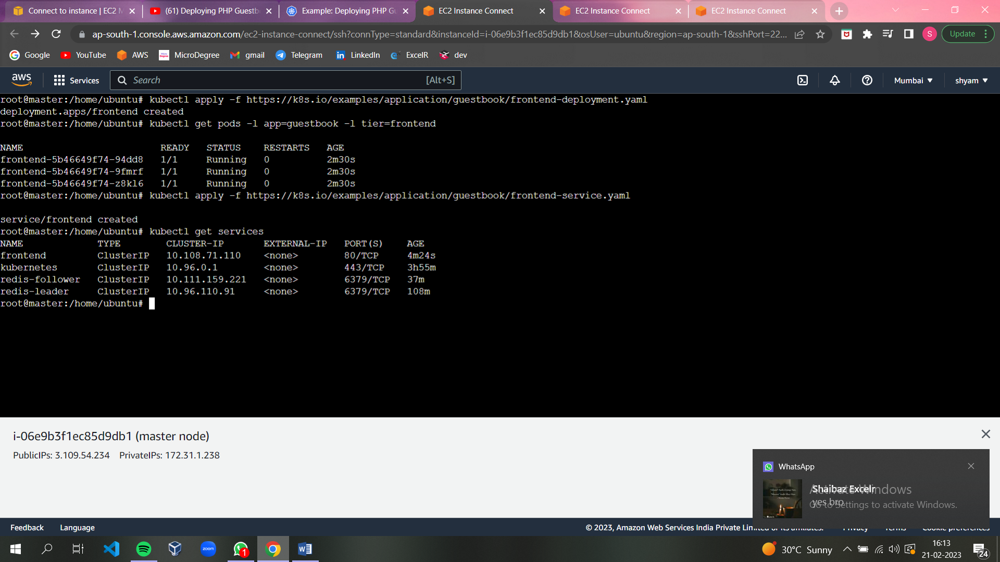 Connect to instance | EC2 M
(61) Deploying PHP Guestb
Example: Deploying PHP Gu
EC2 Instance Connect
EC2 Instance Connect
EC2 Instance Connect
ap-south-1.console.aws.amazon.com/ec2-instance-connect/ssh?connType=standard&instanceId=i-06e9b3f1ec85d9db1&osUser=ubuntu&region=ap-south-1&sshPort=22...
S
Update
Google YouTube AWS MicroDegree gmail Telegram LinkedIn ExcelR dev
aws Services Search [Alt+S] Mumbai shyam
root@master:/home/ubuntu# kubectl apply -f https://k8s.io/examples/application/guestbook/frontend-deployment.yaml
deployment.apps/frontend created
root@master:/home/ubuntu# kubectl get pods -l app=guestbook -l tier=frontend
NAME READY STATUS RESTARTS AGE
frontend-5b46649f74-94dd8 1/1 Running 0 2m30s
frontend-5b46649f74-9fmrf 1/1 Running 0 2m30s
frontend-5b46649f74-z8kl6 1/1 Running 0 2m30s
root@master:/home/ubuntu# kubectl apply -f https://k8s.io/examples/application/guestbook/frontend-service.yaml
service/frontend created
root@master:/home/ubuntu# kubectl get services
NAME TYPE CLUSTER-IP EXTERNAL-IP PORT(S) AGE
frontend ClusterIP 10.108.71.110 <none> 80/TCP 4m24s
kubernetes ClusterIP 10.96.0.1 <none> 443/TCP 3h55m
redis-follower ClusterIP 10.111.159.221 <none> 6379/TCP 37m
redis-leader ClusterIP 10.96.110.91 <none> 6379/TCP 108m
root@master:/home/ubuntu#
i-06e9b3f1ec85d9db1 (master node)
PublicIPs: 3.109.54.234 PrivateIPs: 172.31.1.238
WhatsApp
Shaibaz Excelr
yes bro
Activate Windows
Go to Settings to activate Windows.
Feedback Language
© 2023, Amazon Web Services India Private Limited or its affiliates. Privacy Terms Cookie preferences
zoom
1
30°C Sunny
16:13
21-02-2023
24